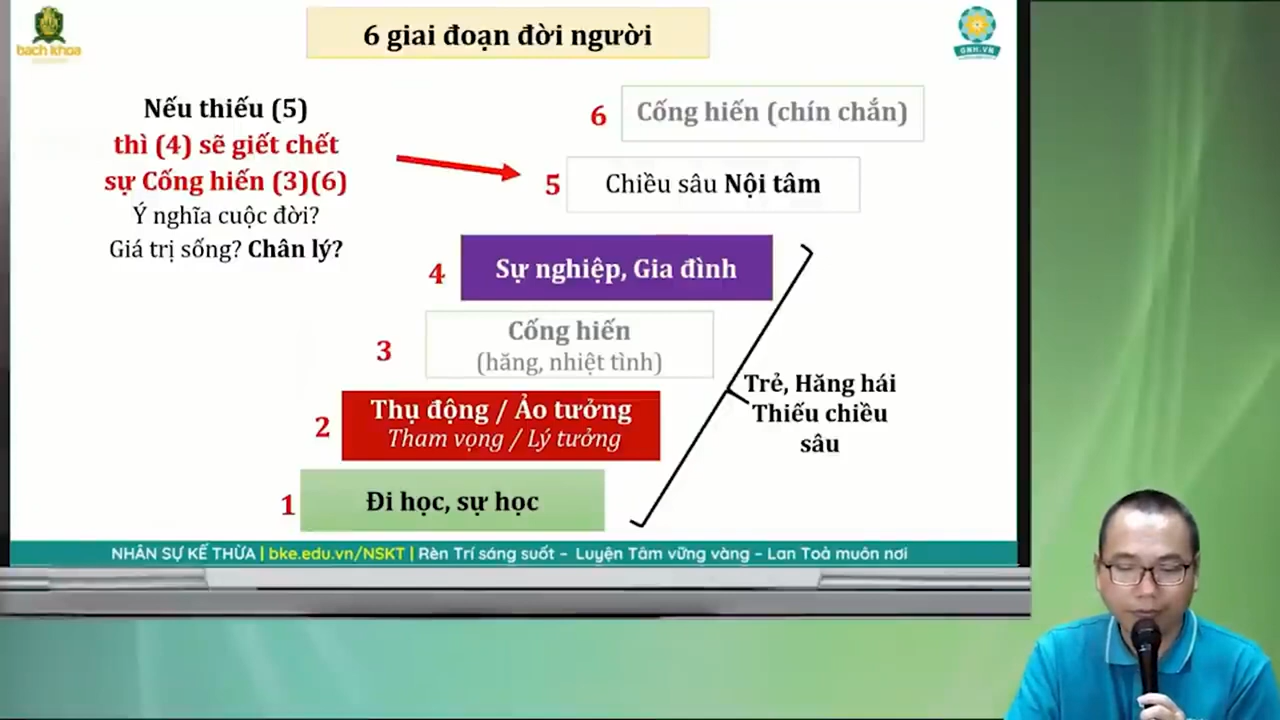 bach khoa
GNH.VN
6 giai đoạn đời người
Nếu thiếu (5)
thì (4) sẽ giết chết
sự Cống hiến (3)(6)
Ý nghĩa cuộc đời?
Giá trị sống? Chân lý?
6 Cống hiến (chín chắn)
5 Chiều sâu Nội tâm
4 Sự nghiệp, Gia đình
3 Cống hiến
(hăng, nhiệt tình)
2 Thụ động / Ảo tưởng
Tham vọng / Lý tưởng
1 Đi học, sự học
Trẻ, Hăng hái
Thiếu chiều
sâu
NHÂN SỰ KẾ THỪA | bke.edu.vn/NSKT | Rèn Trí sáng suốt – Luyện Tâm vững vàng – Lan Toả muôn nơi